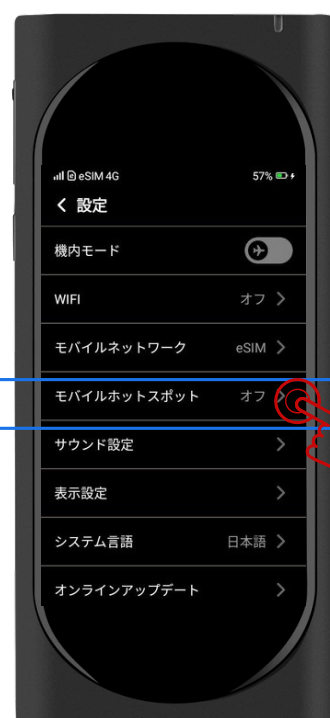 eSIM 4G 57%
設定
機内モード
WIFI オフ
モバイルネットワーク eSIM
モバイルホットスポット オフ
サウンド設定
表示設定
システム言語 日本語
オンラインアップデート